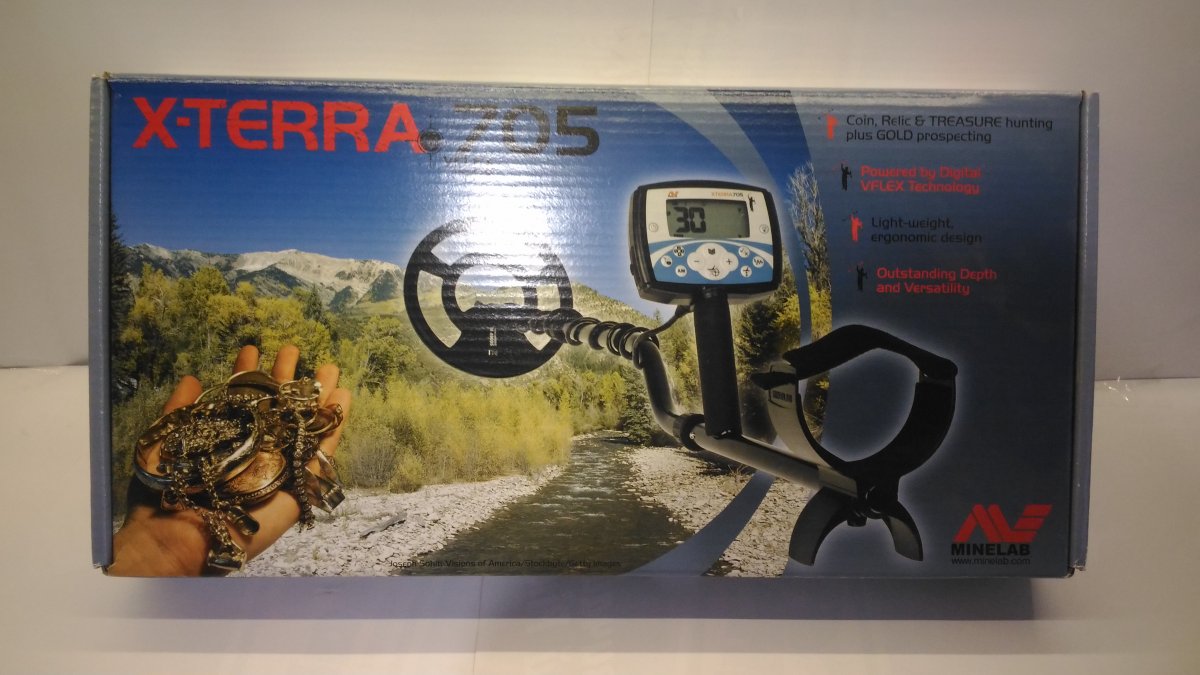 X-TERRA.705
Coin, Relic & TREASURE hunting
plus GOLD prospecting
Powered by Digital
VFLEX Technology
Light-weight,
ergonomic design
Outstanding Depth
and Versatility
X-TERRA705
30
MINELAB
www.minelab.com
Joseph Sohm-Visions of America/Stockbyte/Getty Images